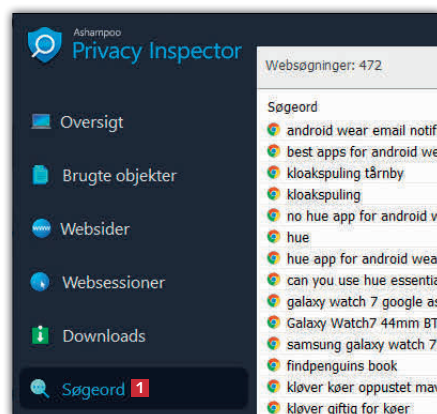 Ashampoo
Privacy Inspector
Oversigt
Brugte objekter
Websider
Websessioner
Downloads
Søgeord 1
Websøgninger: 472
Søgeord
android wear email notif
best apps for android we
kloakspuling tårnby
kloakspuling
no hue app for android w
hue
hue app for android wea
can you use hue essentia
galaxy watch 7 google as
Galaxy Watch7 44mm BT
samsung galaxy watch 7
findpenguins book
kløver køer oppustet mav
kløver giftig for køer